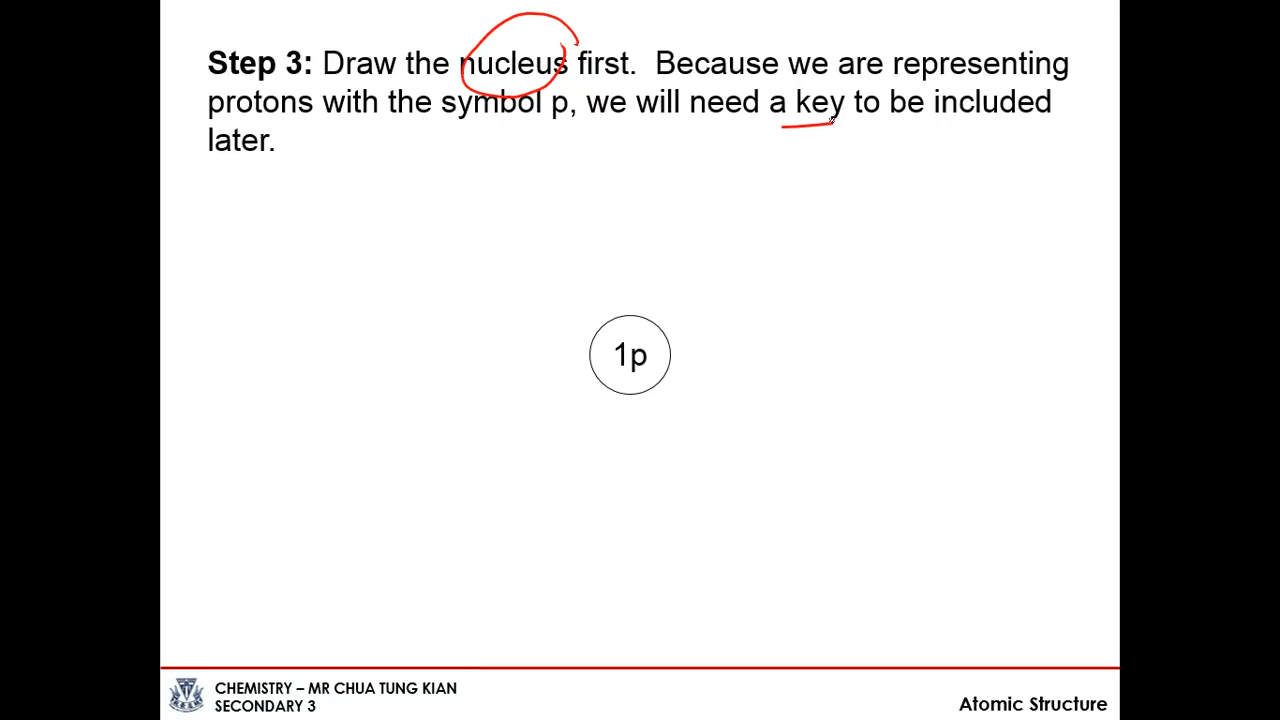 Step 3: Draw the nucleus first.  Because we are representing
protons with the symbol p, we will need a key to be included
later.
1p
CHEMISTRY – MR CHUA TUNG KIAN
SECONDARY 3
Atomic Structure